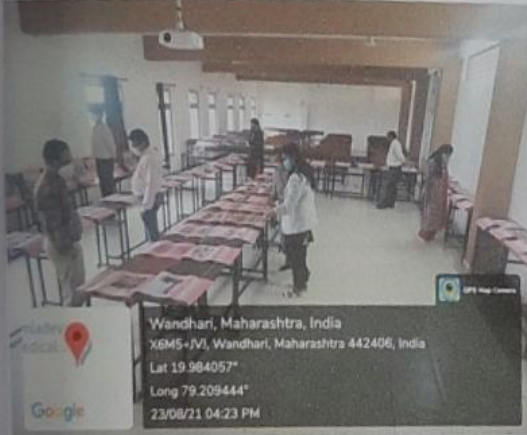 GPS Map Camera
Wandhari, Maharashtra, India
X6M5+JVJ, Wandhari, Maharashtra 442406, India
Lat 19.984057°
Long 79.209444°
23/08/21 04:23 PM
Google